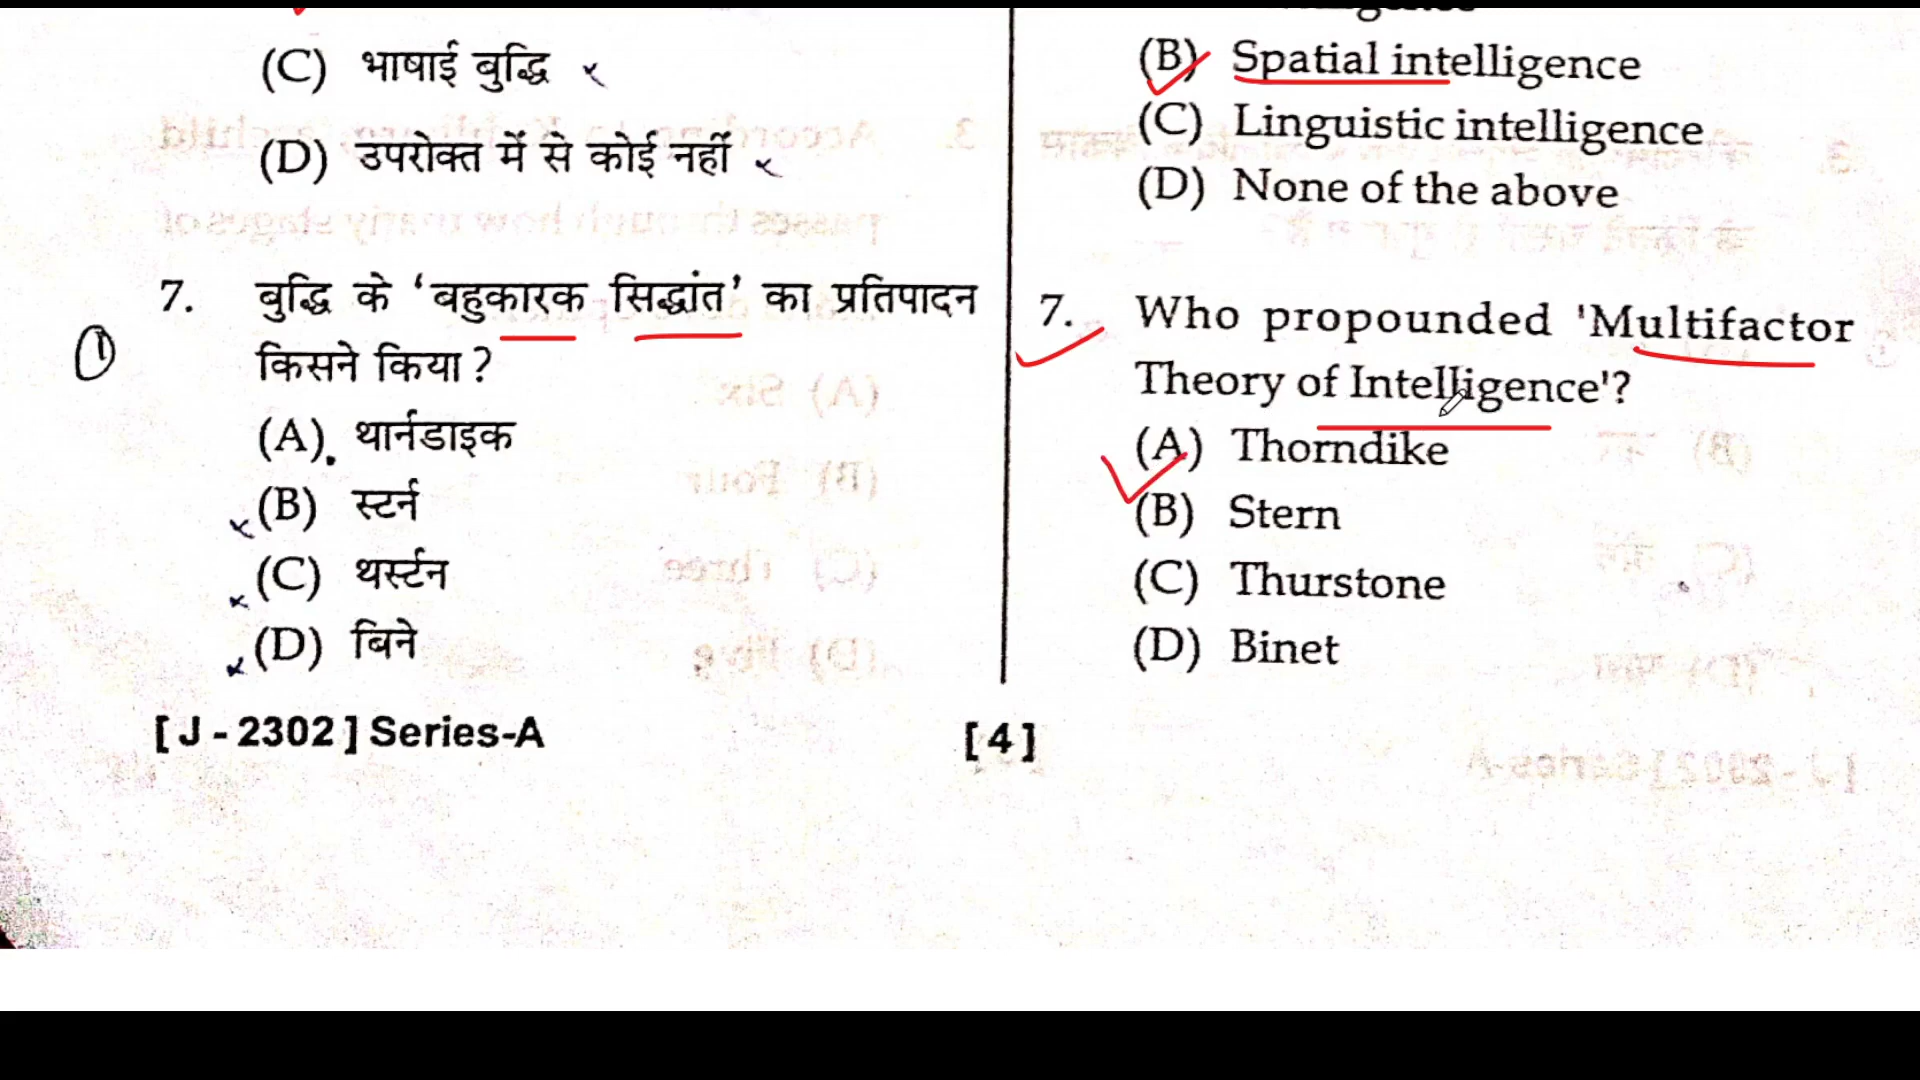 (C) भाषाई बुद्धि
(D) उपरोक्त में से कोई नहीं
7. बुद्धि के ‘बहुकारक सिद्धांत’ का प्रतिपादन
किसने किया ?
(A) थार्नडाइक
(B) स्टर्न
(C) थर्स्टन
(D) बिने
[ J - 2302 ] Series-A
(B) Spatial intelligence
(C) Linguistic intelligence
(D) None of the above
7. Who propounded 'Multifactor
Theory of Intelligence'?
(A) Thorndike
(B) Stern
(C) Thurstone
(D) Binet
[ 4 ]